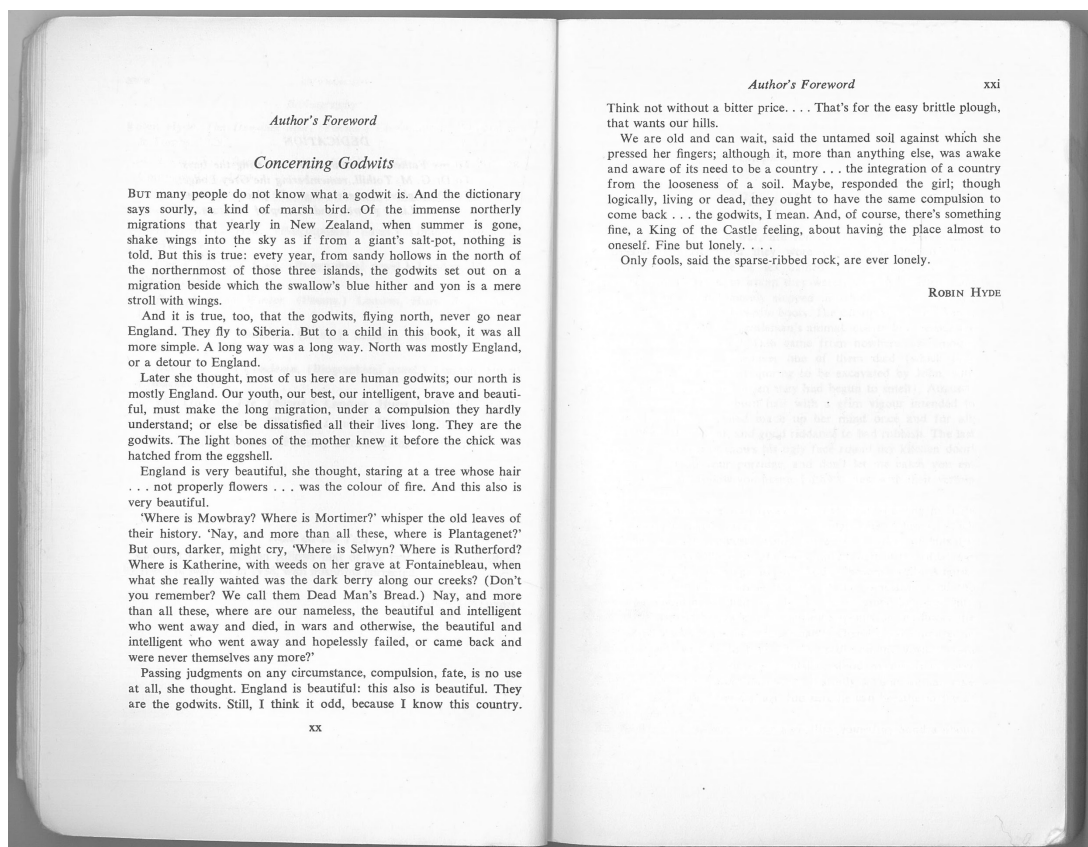 Author's Foreword
Concerning Godwits
BUT many people do not know what a godwit is. And the dictionary
says sourly, a kind of marsh bird. Of the immense northerly
migrations that yearly in New Zealand, when summer is gone,
shake wings into the sky as if from a giant's salt-pot, nothing is
told. But this is true: every year, from sandy hollows in the north of
the northernmost of those three islands, the godwits set out on a
migration beside which the swallow's blue hither and yon is a mere
stroll with wings.
And it is true, too, that the godwits, flying north, never go near
England. They fly to Siberia. But to a child in this book, it was all
more simple. A long way was a long way. North was mostly England,
or a detour to England.
Later she thought, most of us here are human godwits; our north is
mostly England. Our youth, our best, our intelligent, brave and beauti-
ful, must make the long migration, under a compulsion they hardly
understand; or else be dissatisfied all their lives long. They are the
godwits. The light bones of the mother knew it before the chick was
hatched from the eggshell.
England is very beautiful, she thought, staring at a tree whose hair
. . . not properly flowers . . . was the colour of fire. And this also is
very beautiful.
'Where is Mowbray? Where is Mortimer?' whisper the old leaves of
their history. 'Nay, and more than all these, where is Plantagenet?'
But ours, darker, might cry, 'Where is Selwyn? Where is Rutherford?
Where is Katherine, with weeds on her grave at Fontainebleau, when
what she really wanted was the dark berry along our creeks? (Don't
you remember? We call them Dead Man's Bread.) Nay, and more
than all these, where are our nameless, the beautiful and intelligent
who went away and died, in wars and otherwise, the beautiful and
intelligent who went away and hopelessly failed, or came back and
were never themselves any more?'
Passing judgments on any circumstance, compulsion, fate, is no use
at all, she thought. England is beautiful: this also is beautiful. They
are the godwits. Still, I think it odd, because I know this country.
xx
Author's Foreword xxi
Think not without a bitter price. . . . That's for the easy brittle plough,
that wants our hills.
We are old and can wait, said the untamed soil against which she
pressed her fingers; although it, more than anything else, was awake
and aware of its need to be a country . . . the integration of a country
from the looseness of a soil. Maybe, responded the girl; though
logically, living or dead, they ought to have the same compulsion to
come back . . . the godwits, I mean. And, of course, there's something
fine, a King of the Castle feeling, about having the place almost to
oneself. Fine but lonely. . . .
Only fools, said the sparse-ribbed rock, are ever lonely.
ROBIN HYDE